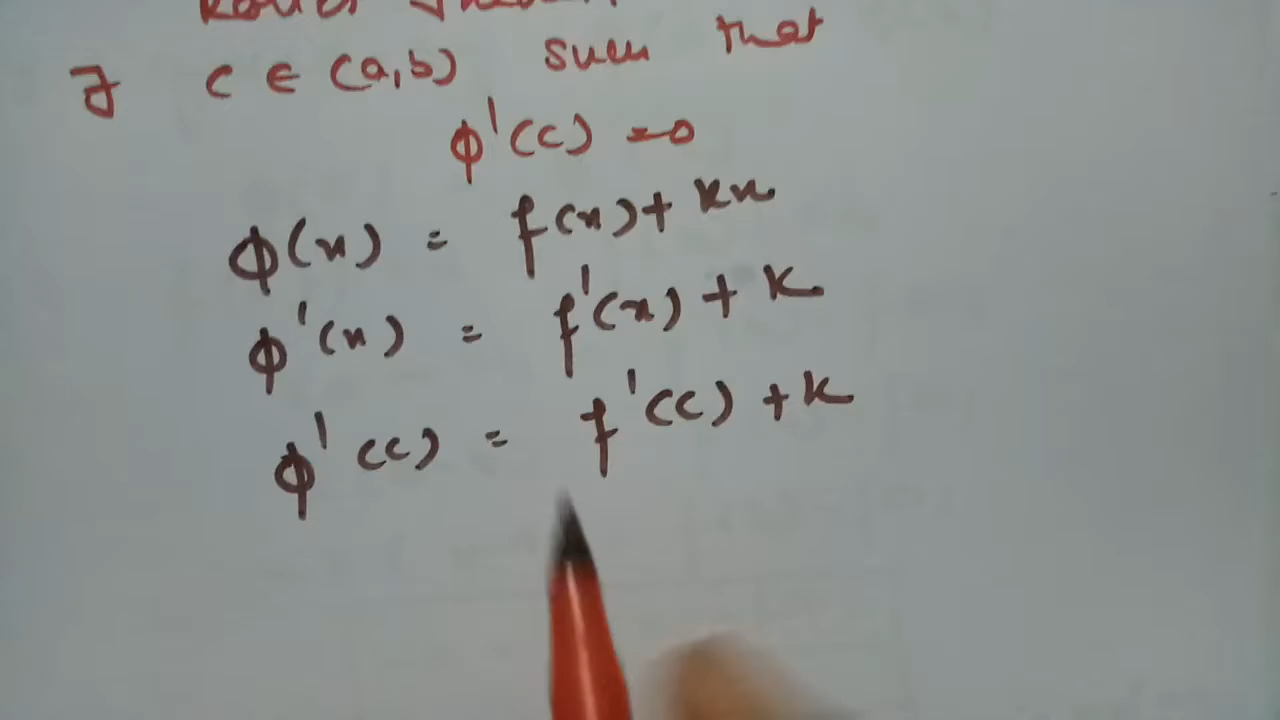 ∃ c ∈ (a,b) such that
ϕ'(c) = 0
ϕ(x) = f(x) + kx
ϕ'(x) = f'(x) + k
ϕ'(c) = f'(c) + k